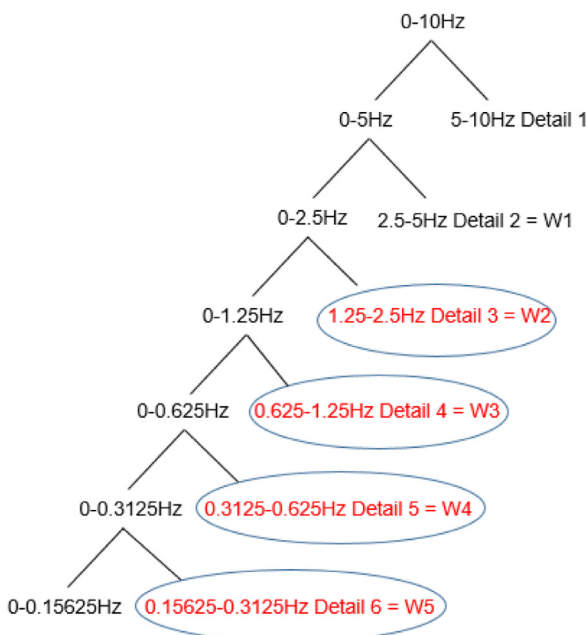 0-10Hz
0-5Hz 5-10Hz Detail 1
0-2.5Hz 2.5-5Hz Detail 2 = W1
0-1.25Hz 1.25-2.5Hz Detail 3 = W2
0-0.625Hz 0.625-1.25Hz Detail 4 = W3
0-0.3125Hz 0.3125-0.625Hz Detail 5 = W4
0-0.15625Hz 0.15625-0.3125Hz Detail 6 = W5